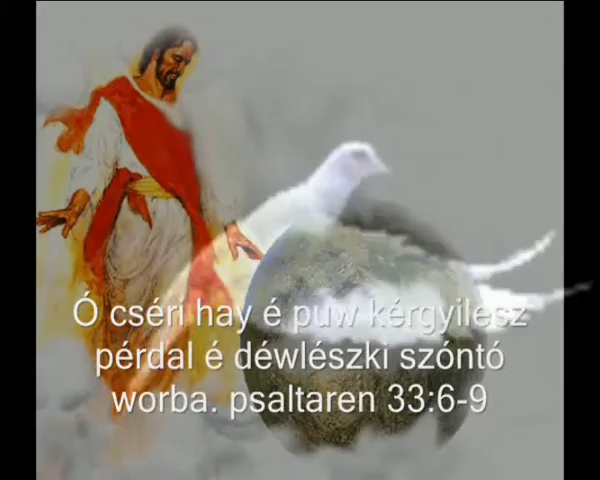 Ó cséri hay é puw kérgyilesz
pérdal é déwlészki szóntó
worba. psaltaren 33:6-9